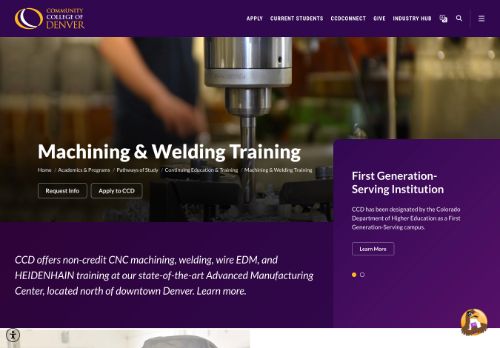 COMMUNITY
COLLEGE OF
DENVER
APPLY CURRENT STUDENTS CCDCONNECT GIVE INDUSTRY HUB
Machining & Welding Training
Home / Academics & Programs / Pathways of Study / Continuing Education & Training / Machining & Welding Training
Request Info Apply to CCD
First Generation-
Serving Institution
CCD has been designated by the Colorado
Department of Higher Education as a First
Generation-Serving campus.
Learn More
CCD offers non-credit CNC machining, welding, wire EDM, and
HEIDENHAIN training at our state-of-the-art Advanced Manufacturing
Center, located north of downtown Denver. Learn more.